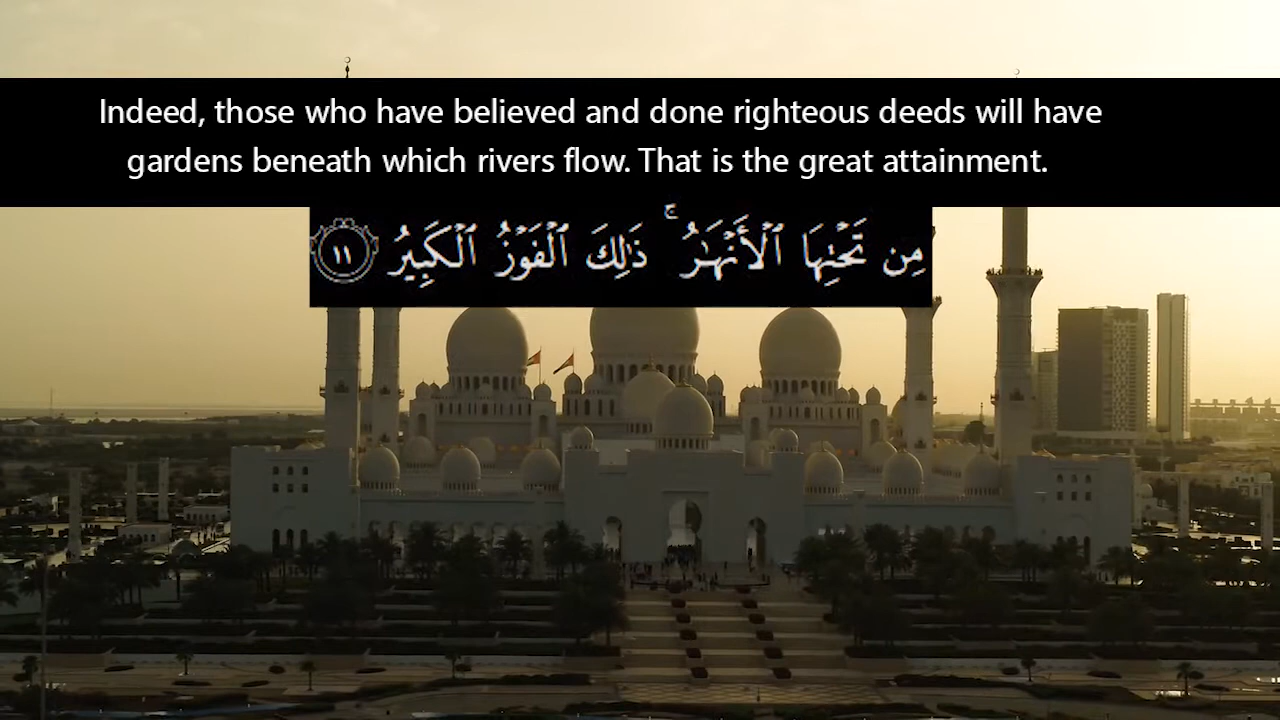 Indeed, those who have believed and done righteous deeds will have
gardens beneath which rivers flow. That is the great attainment.
مِن تَحْتِهَا ٱلْأَنْهَـٰرُ ۚ ذَٰلِكَ ٱلْفَوْزُ ٱلْكَبِيرُ ١١